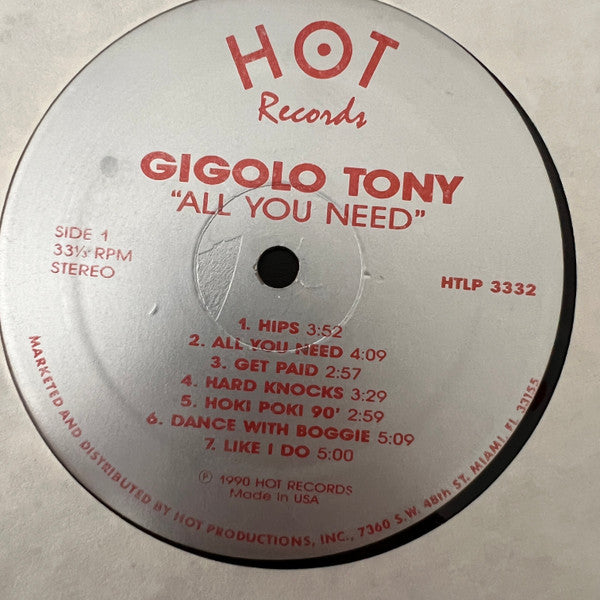 HOT
Records
GIGOLO TONY
"ALL YOU NEED"
SIDE 1
33⅓ RPM
STEREO
HTLP 3332
1. HIPS 3:52
2. ALL YOU NEED 4:09
3. GET PAID 2:57
4. HARD KNOCKS 3:29
5. HOKI POKI 90' 2:59
6. DANCE WITH BOGGIE 5:09
7. LIKE I DO 5:00
℗ 1990 HOT RECORDS
Made in USA
MARKETED AND DISTRIBUTED BY HOT PRODUCTIONS, INC., 7360 S.W. 48th ST. MIAMI, FL. 33155